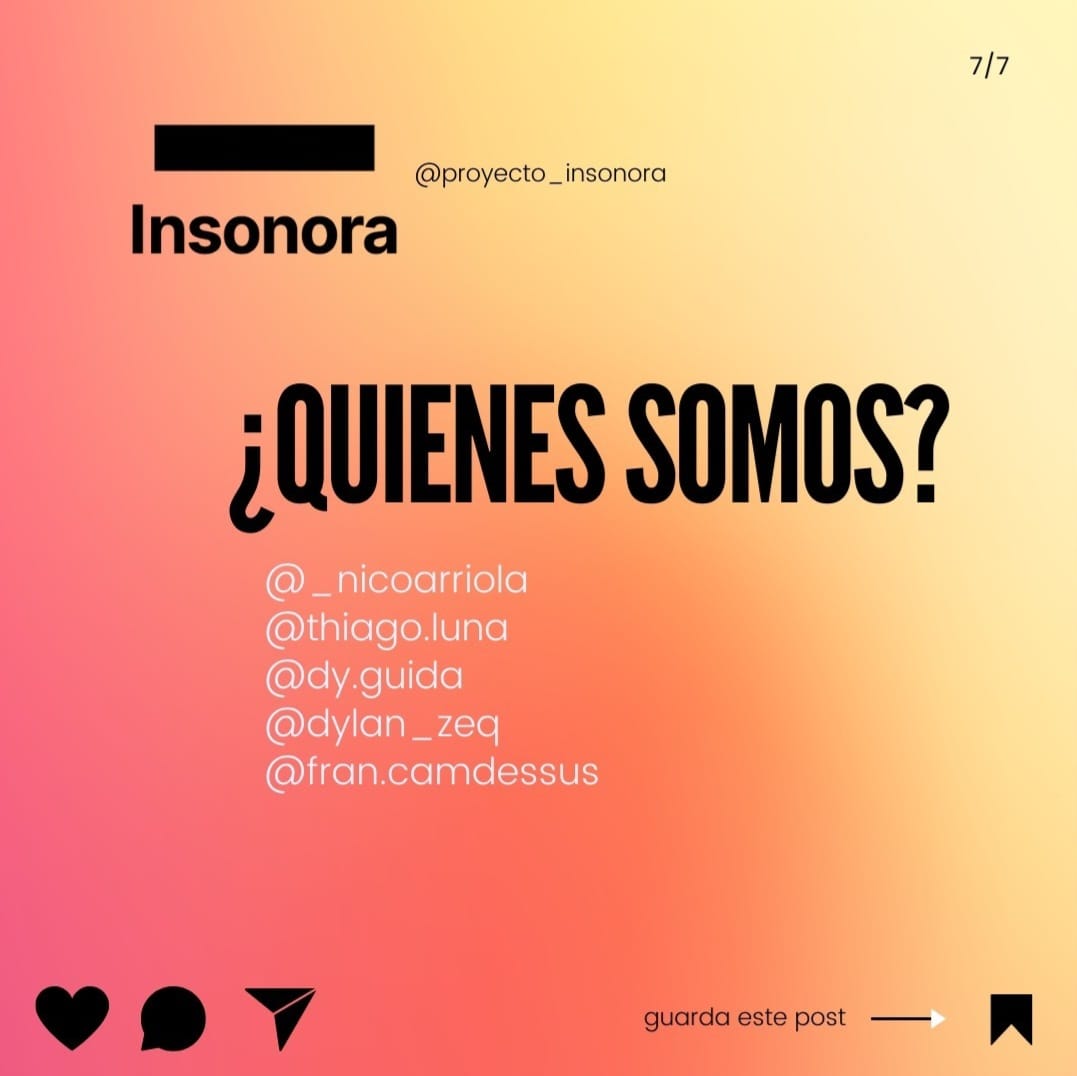 7/7
@proyecto_insonora
Insonora
¿QUIENES SOMOS?
@_nicoarriola
@thiago.luna
@dy.guida
@dylan_zeq
@fran.camdessus
guarda este post